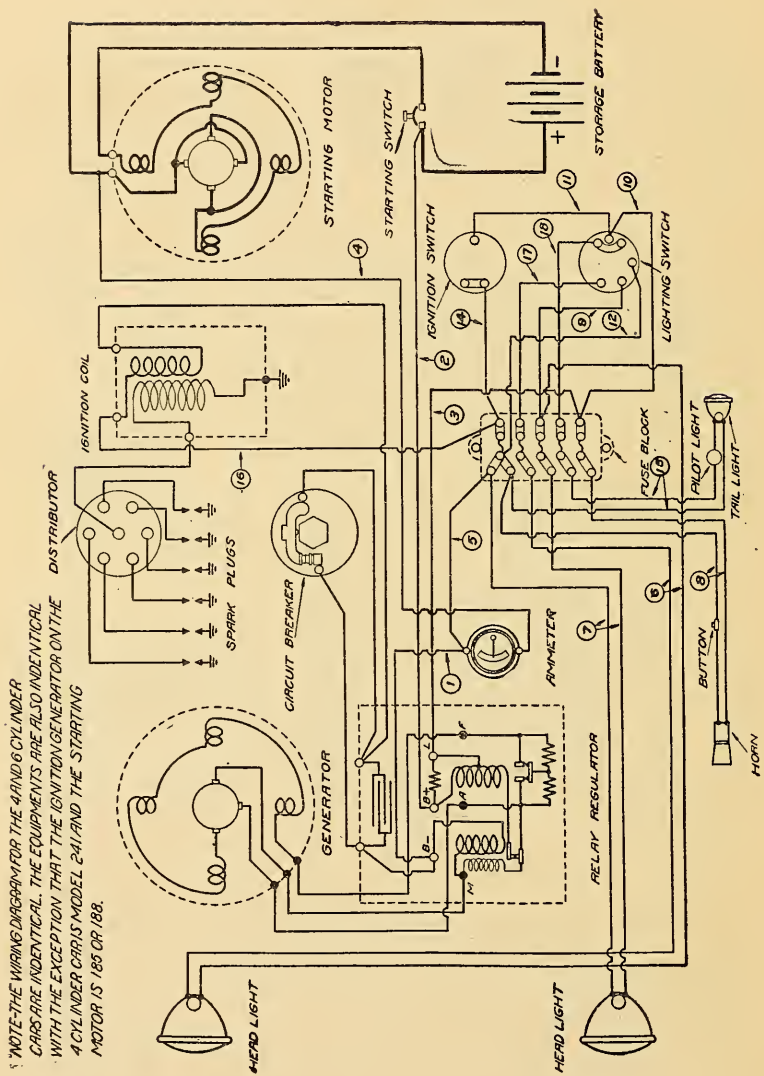 "NOTE-THE WIRING DIAGRAM FOR THE 4 AND 6 CYLINDER
CARS ARE INDENTICAL. THE EQUIPMENTS ARE ALSO INDENTICAL
WITH THE EXCEPTION THAT THE IGNITION GENERATOR ON THE
4 CYLINDER CAR IS MODEL 241 AND THE STARTING
MOTOR IS 185 OR 188.
HEAD LIGHT
HEAD LIGHT
GENERATOR
RELAY REGULATOR
M
B-
B+
A
L
F
DISTRIBUTOR
SPARK PLUGS
CIRCUIT BREAKER
AMMETER
IGNITION COIL
STARTING MOTOR
STARTING SWITCH
+
-
STORAGE BATTERY
IGNITION SWITCH
LIGHTING SWITCH
FUSE BLOCK
PILOT LIGHT
TAIL LIGHT
BUTTON
HORN
1
2
3
4
5
6
7
8
9
10
11
12
14
15
16
17
18